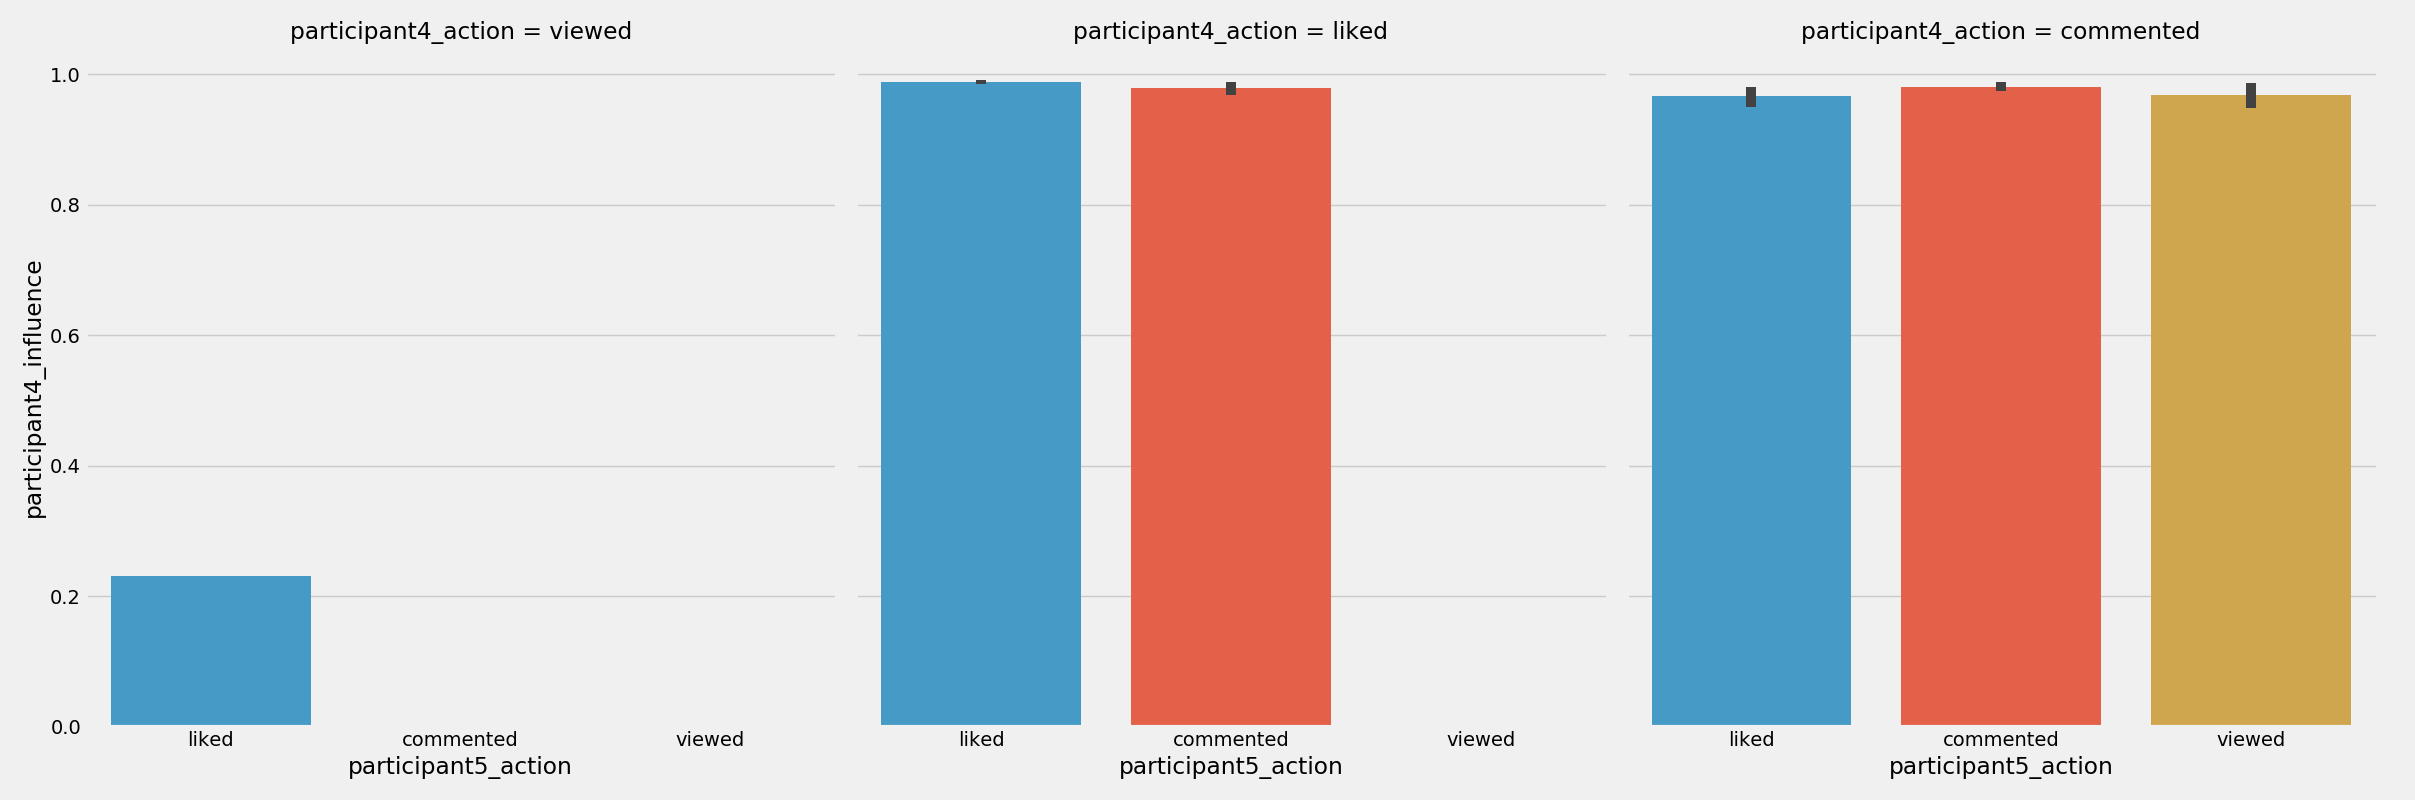 participant4_action = viewed
participant4_action = liked
participant4_action = commented
participant4_influence
1.0
0.8
0.6
0.4
0.2
0.0
liked commented viewed
liked commented viewed
liked commented viewed
participant5_action
participant5_action
participant5_action